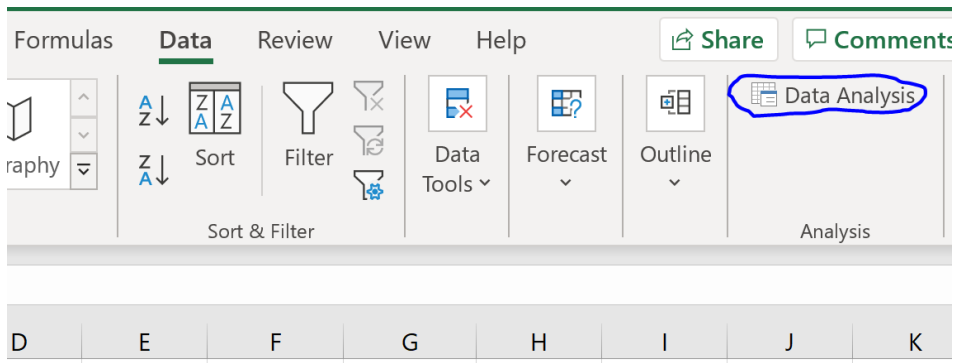 Formulas Data Review View Help Share Comments
A Z Z A A Z Data Analysis
raphy Z A Sort Filter Data Tools Forecast Outline
Sort & Filter Analysis
D E F G H I J K